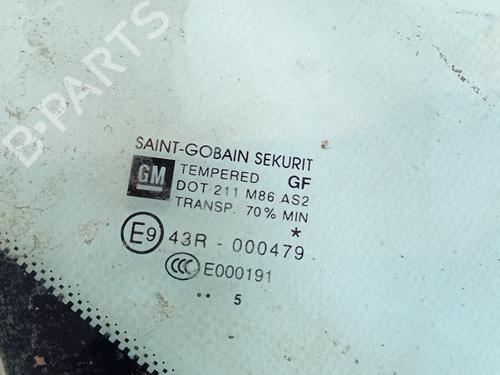 B-PARTS
SAINT-GOBAIN SEKURIT
GM TEMPERED GF
DOT 211 M86 AS2
TRANSP. 70% MIN
*
E9 43R - 000479
CCC E000191
.. 5